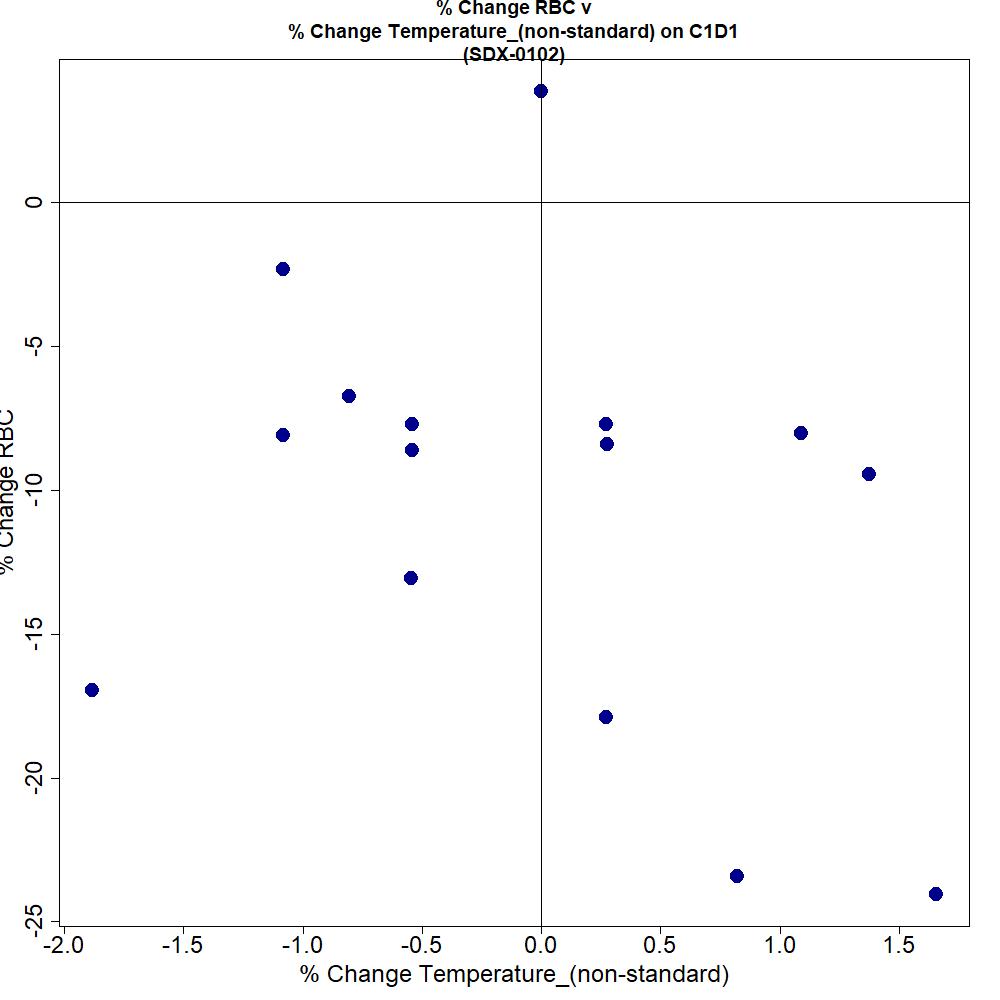 % Change RBC v
% Change Temperature_(non-standard) on C1D1
(SDX-0102)
% Change RBC
0
-5
-10
-15
-20
-25
-2.0 -1.5 -1.0 -0.5 0.0 0.5 1.0 1.5
% Change Temperature_(non-standard)